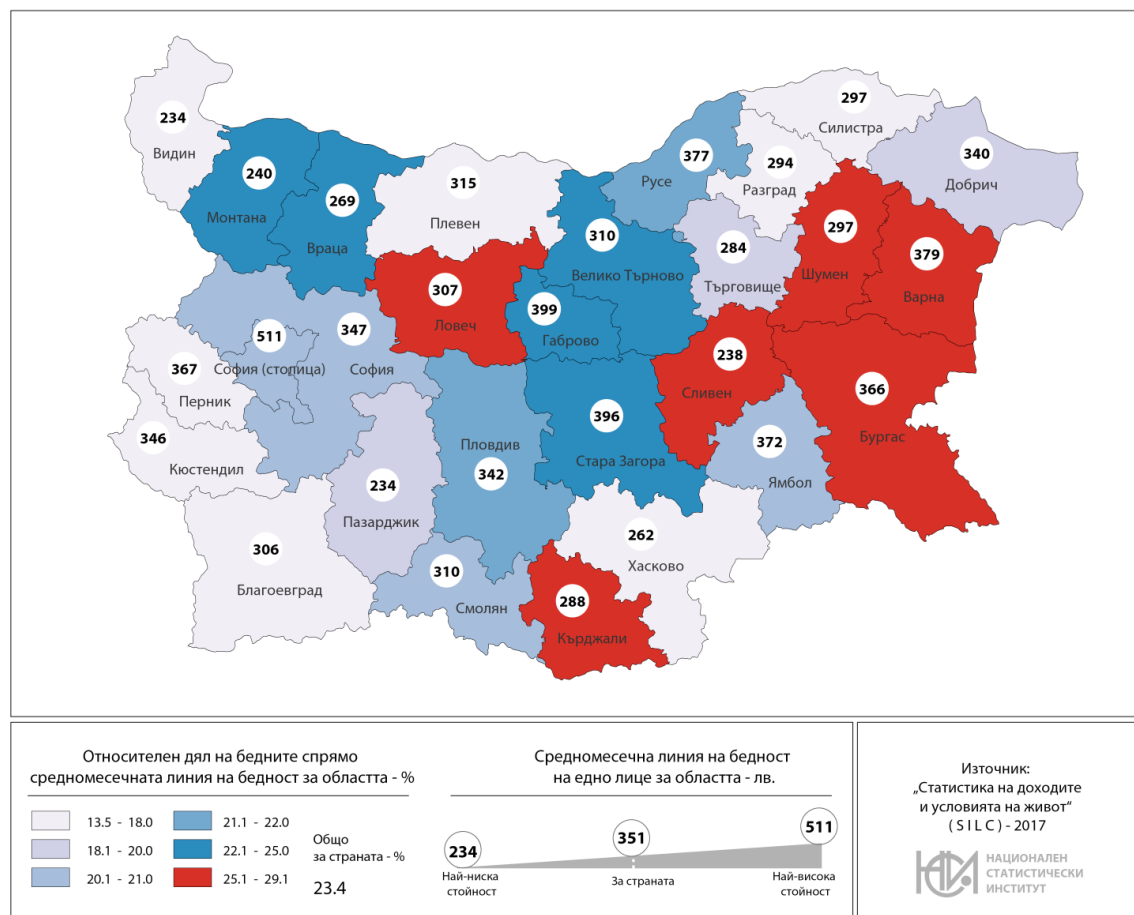 297
Силистра
234
Видин
377
Русе
294
Разград
340
Добрич
240
Монтана
315
Плевен
269
Враца
310
Велико Търново
284
Търговище
297
Шумен
379
Варна
307
Ловеч
399
Габрово
511
София (столица)
347
София
238
Сливен
367
Перник
366
Бургас
396
Стара Загора
346
Кюстендил
Пловдив
342
372
Ямбол
234
Пазарджик
306
Благоевград
262
Хасково
310
Смолян
288
Кърджали
Относителен дял на бедните спрямо
средномесечната линия на бедност за областта - %
13.5 - 18.0
21.1 - 22.0
18.1 - 20.0
22.1 - 25.0
20.1 - 21.0
25.1 - 29.1
Общо
за страната - %
23.4
Средномесечна линия на бедност
на едно лице за областта - лв.
234
351
511
Най-ниска
стойност
За страната
Най-висока
стойност
Източник:
„Статистика на доходите
и условията на живот“
( S I L C ) - 2017
НСИ
НАЦИОНАЛЕН
СТАТИСТИЧЕСКИ
ИНСТИТУТ